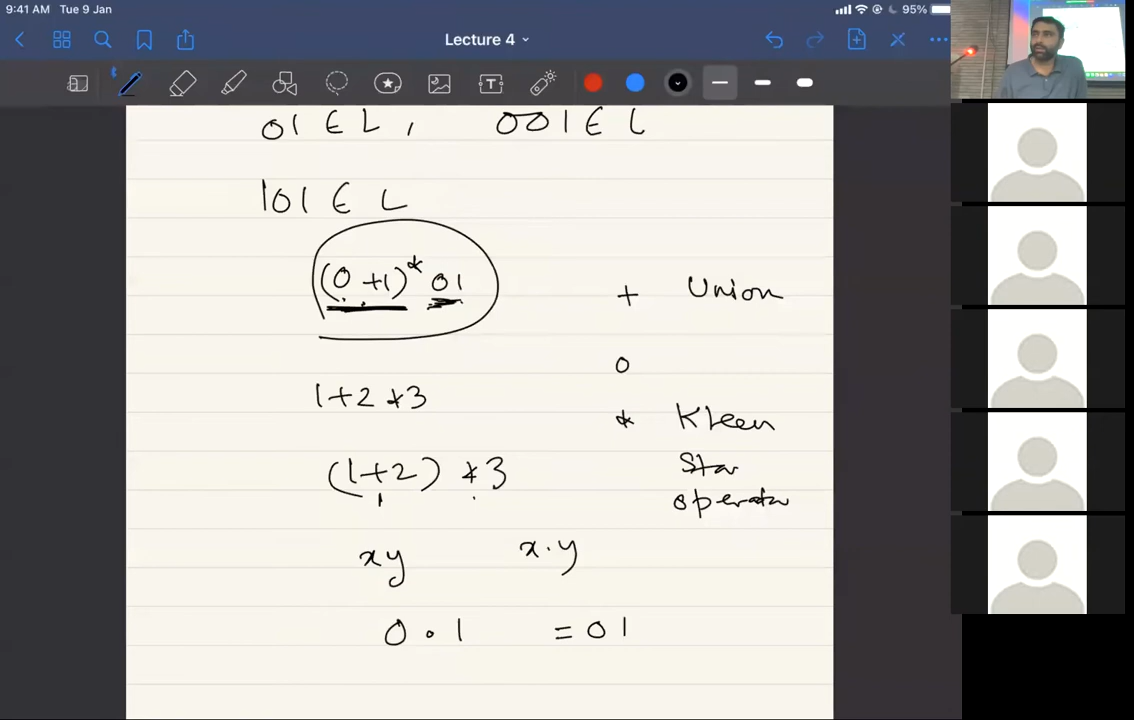 9:41 AM Tue 9 Jan
95%
Lecture 4
01 ∈ L, 001 ∈ L
101 ∈ L
(0+1)* 01
+ Union
o
1+2*3
* Kleen
Star
operator
(1+2) *3
xy x.y
0 . 1 = 01